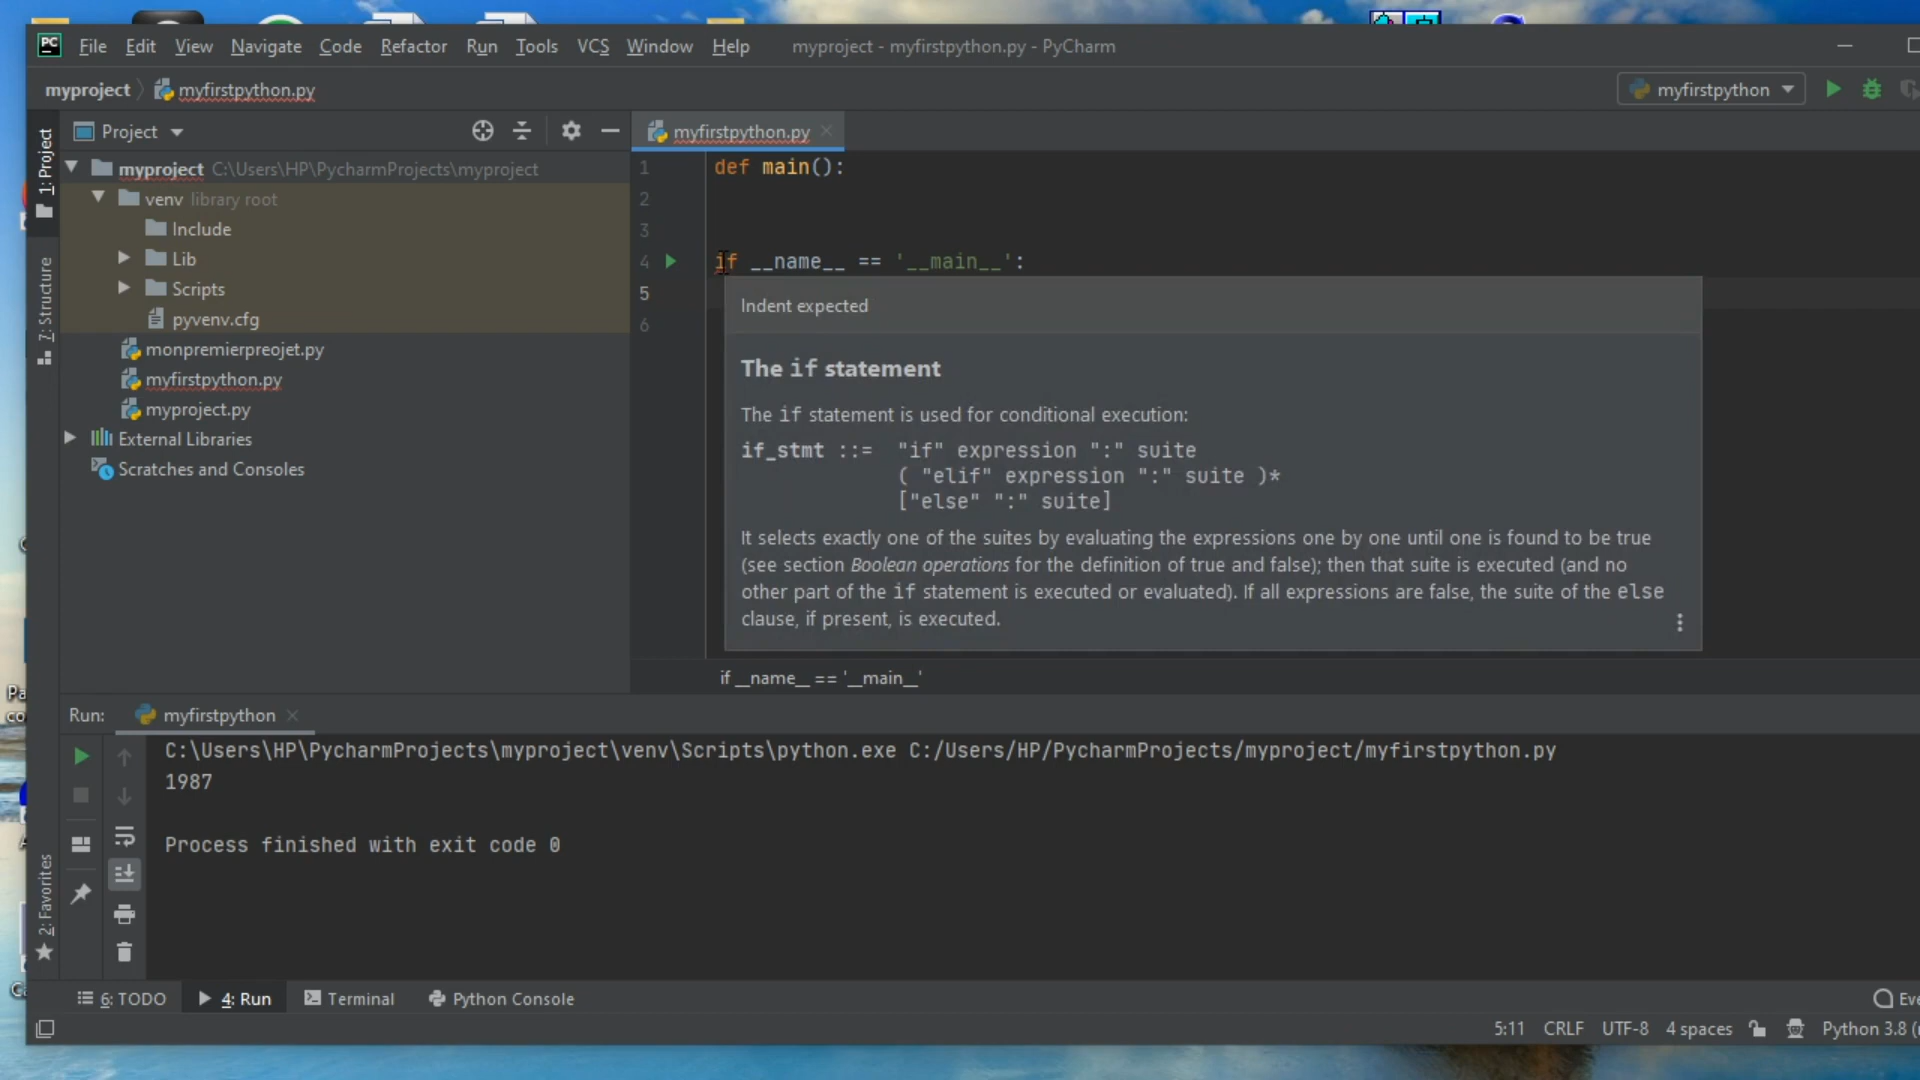 PC File Edit View Navigate Code Refactor Run Tools VCS Window Help myproject - myfirstpython.py - PyCharm
myproject myfirstpython.py myfirstpython
1: Project
Project
myfirstpython.py
myproject C:\Users\HP\PycharmProjects\myproject
venv library root
Include
Lib
Scripts
pyvenv.cfg
monpremierpreojet.py
myfirstpython.py
myproject.py
External Libraries
Scratches and Consoles
7: Structure
1 def main():
2
3
4 if __name__ == '__main__':
5
6
Indent expected
The if statement
The if statement is used for conditional execution:
if_stmt ::= "if" expression ":" suite
( "elif" expression ":" suite )*
["else" ":" suite]
It selects exactly one of the suites by evaluating the expressions one by one until one is found to be true
(see section Boolean operations for the definition of true and false); then that suite is executed (and no
other part of the if statement is executed or evaluated). If all expressions are false, the suite of the else
clause, if present, is executed.
if __name__ == '__main__'
Run: myfirstpython
C:\Users\HP\PycharmProjects\myproject\venv\Scripts\python.exe C:/Users/HP/PycharmProjects/myproject/myfirstpython.py
1987
Process finished with exit code 0
2: Favorites
6: TODO 4: Run Terminal Python Console
5:11 CRLF UTF-8 4 spaces Python 3.8